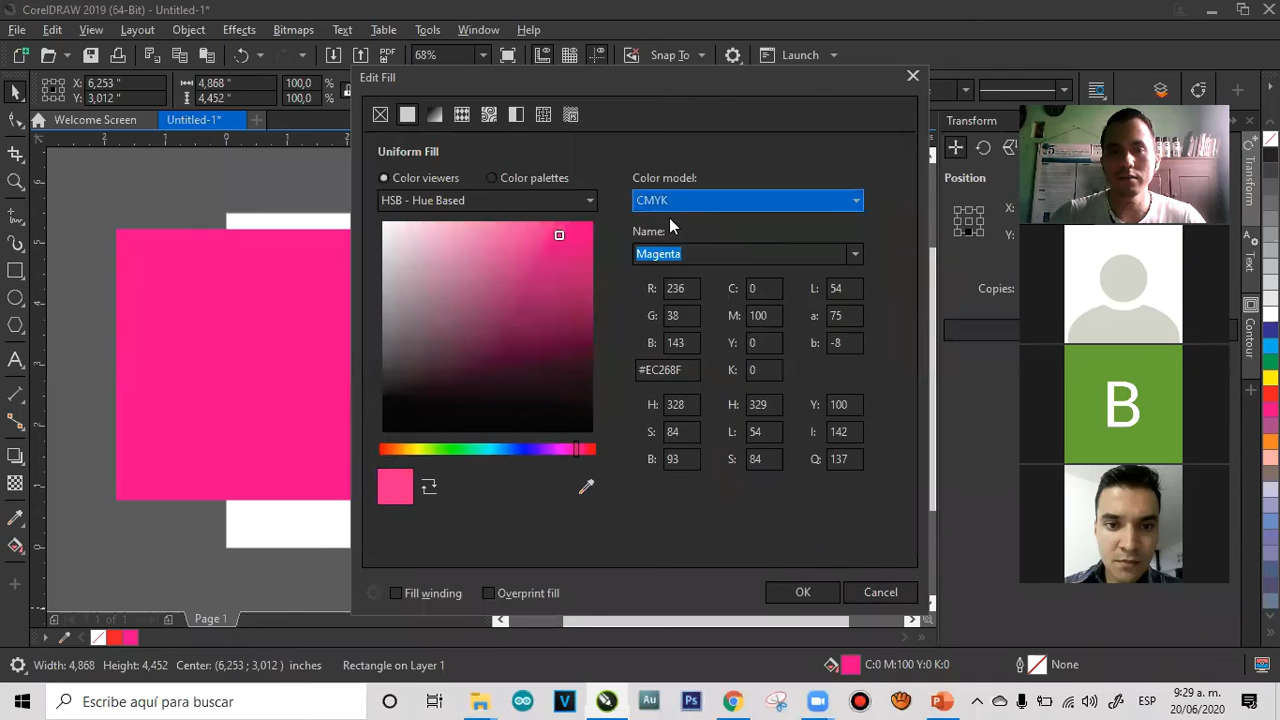 CorelDRAW 2019 (64-Bit) - Untitled-1*
File Edit View Layout Object Effects Bitmaps Text Table Tools Window Help
PDF 68% Snap To Launch
X: 6,253 " 4,868 " 100,0 %
Y: 3,012 " 4,452 " 100,0 %
Welcome Screen Untitled-1*
Edit Fill
Uniform Fill
Color viewers Color palettes
HSB - Hue Based
Color model:
CMYK
Name:
Magenta
R: 236 C: 0 L: 54
G: 38 M: 100 a: 75
B: 143 Y: 0 b: -8
#EC268F K: 0
H: 328 H: 329 Y: 100
S: 84 L: 54 I: 142
B: 93 S: 84 Q: 137
Fill winding Overprint fill
OK Cancel
Transform
Position
X:
Y:
Copies:
Transform
Text
Contour
B
1 of 1 Page 1
Width: 4,868 Height: 4,452 Center: (6,253 ; 3,012 ) inches Rectangle on Layer 1 C:0 M:100 Y:0 K:0 None
Escribe aquí para buscar
Au Ps
ESP
9:29 a. m.
20/06/2020